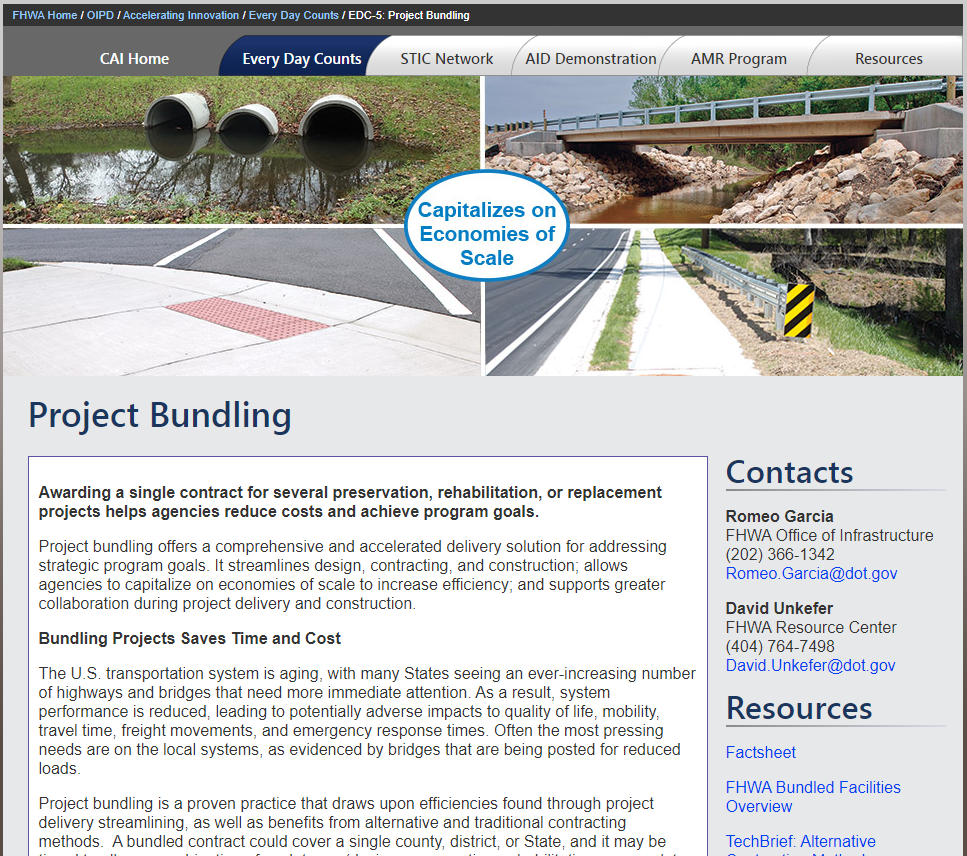 FHWA Home / OIPD / Accelerating Innovation / Every Day Counts / EDC-5: Project Bundling
CAI Home
Every Day Counts
STIC Network
AID Demonstration
AMR Program
Resources
Capitalizes on
Economies of
Scale
Project Bundling
Awarding a single contract for several preservation, rehabilitation, or replacement
projects helps agencies reduce costs and achieve program goals.
Project bundling offers a comprehensive and accelerated delivery solution for addressing
strategic program goals. It streamlines design, contracting, and construction; allows
agencies to capitalize on economies of scale to increase efficiency; and supports greater
collaboration during project delivery and construction.
Bundling Projects Saves Time and Cost
The U.S. transportation system is aging, with many States seeing an ever-increasing number
of highways and bridges that need more immediate attention. As a result, system
performance is reduced, leading to potentially adverse impacts to quality of life, mobility,
travel time, freight movements, and emergency response times. Often the most pressing
needs are on the local systems, as evidenced by bridges that are being posted for reduced
loads.
Project bundling is a proven practice that draws upon efficiencies found through project
delivery streamlining, as well as benefits from alternative and traditional contracting
methods.  A bundled contract could cover a single county, district, or State, and it may be
Contacts
Romeo Garcia
FHWA Office of Infrastructure
(202) 366-1342
Romeo.Garcia@dot.gov
David Unkefer
FHWA Resource Center
(404) 764-7498
David.Unkefer@dot.gov
Resources
Factsheet
FHWA Bundled Facilities
Overview
TechBrief: Alternative